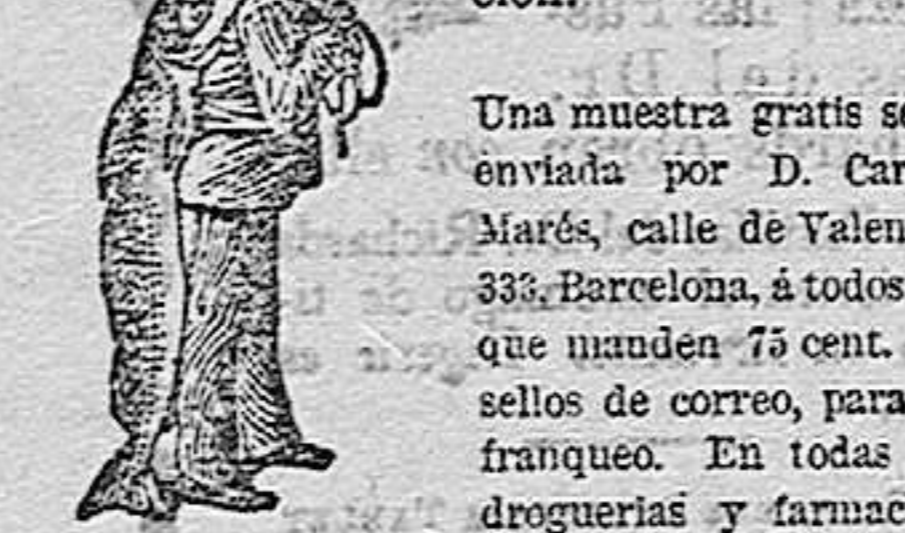 Una muestra gratis se
enviada por D. Car
Marés, calle de Valen
333, Barcelona, á todos
que manden 75 cent.
sellos de correo, para
franqueo. En todas
droguerias y farmac